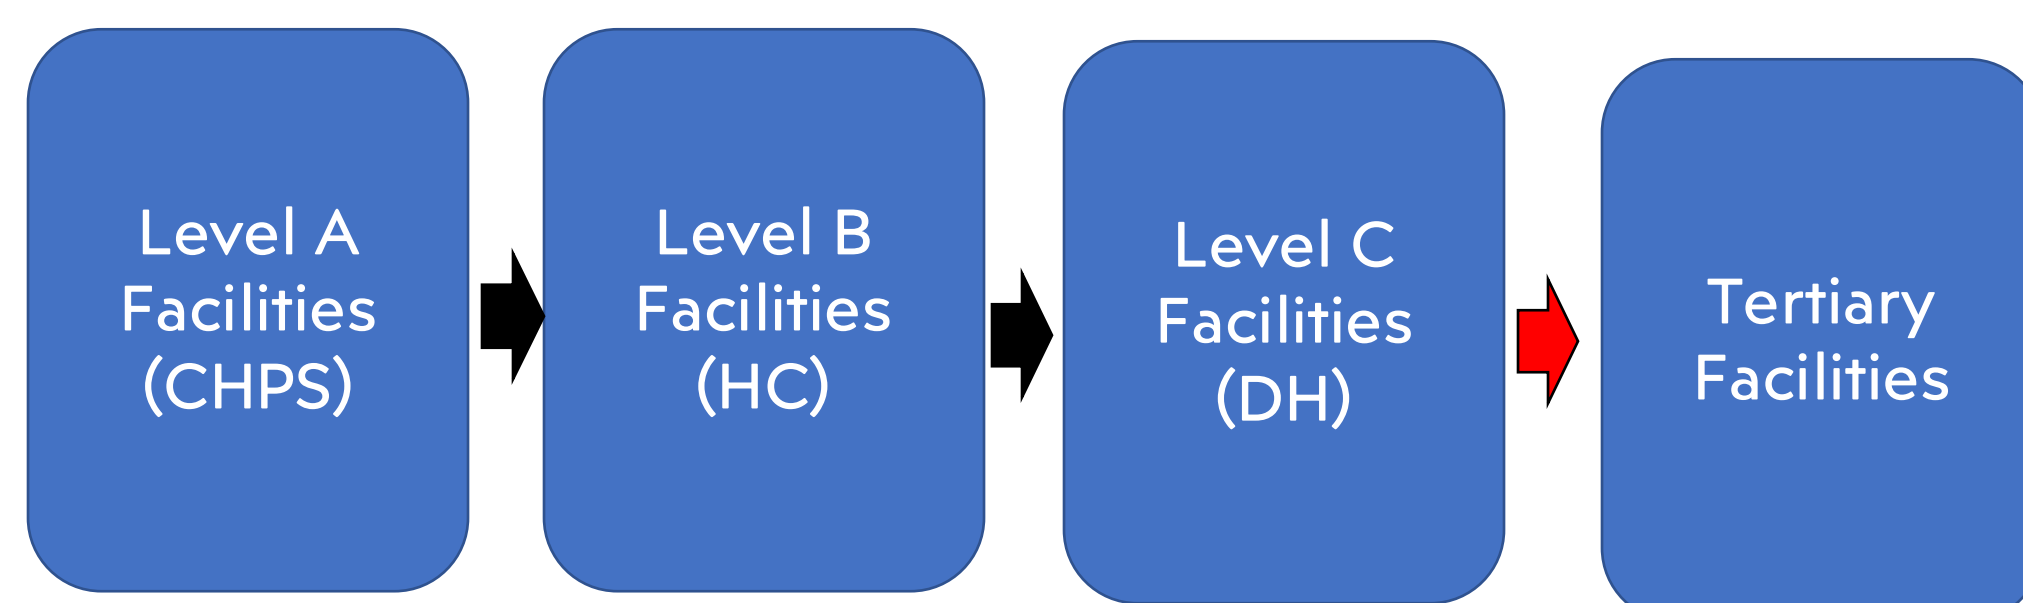 Level A
Facilities
(CHPS)
Level B
Facilities
(HC)
Level C
Facilities
(DH)
Tertiary
Facilities